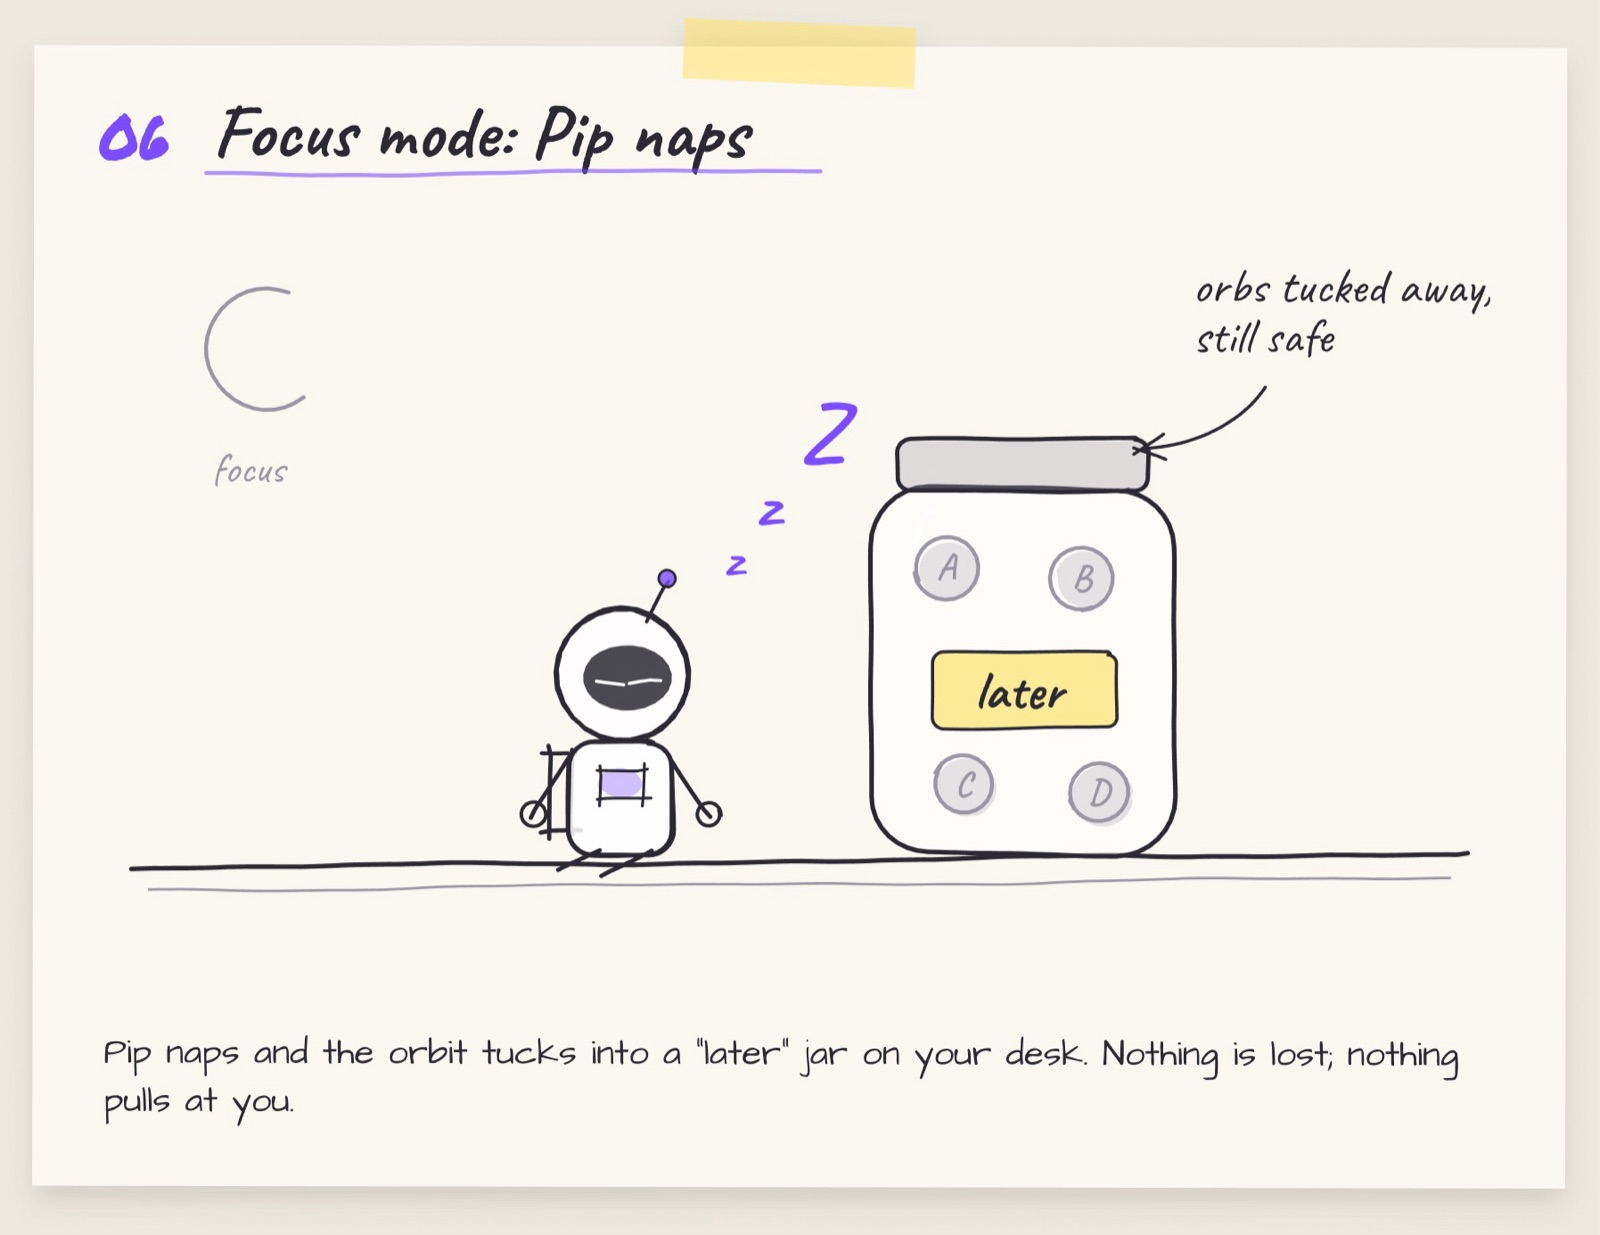 06 Focus mode: Pip naps
orbs tucked away,
still safe
focus
Z
z
z
A B
later
C D
Pip naps and the orbit tucks into a "later" jar on your desk. Nothing is lost; nothing
pulls at you.